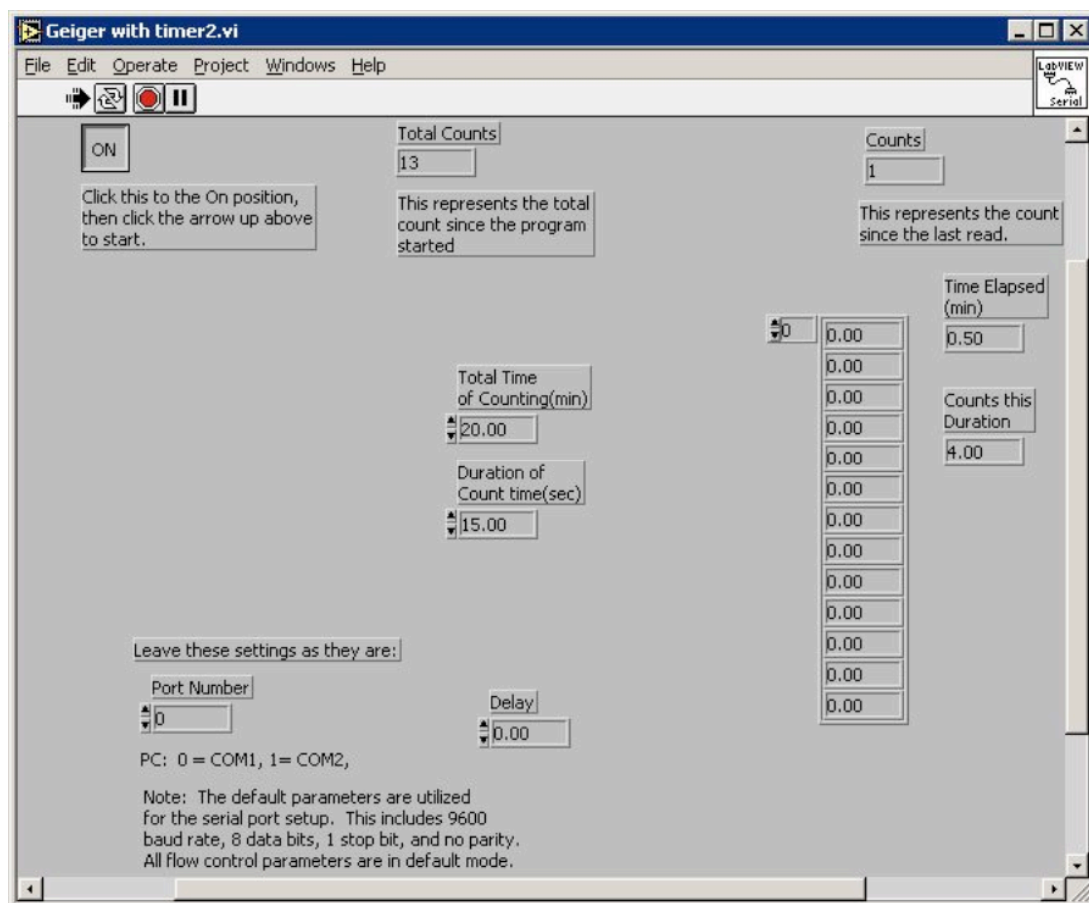 Geiger with timer2.vi
File Edit Operate Project Windows Help
LabVIEW
Serial
ON
Click this to the On position,
then click the arrow up above
to start.
Total Counts
13
This represents the total
count since the program
started
Counts
1
This represents the count
since the last read.
Time Elapsed
(min)
0.50
Counts this
Duration
4.00
0
0.00
0.00
0.00
0.00
0.00
0.00
0.00
0.00
0.00
0.00
0.00
0.00
0.00
Total Time
of Counting(min)
20.00
Duration of
Count time(sec)
15.00
Leave these settings as they are:
Port Number
0
Delay
0.00
PC: 0 = COM1, 1= COM2,
Note: The default parameters are utilized
for the serial port setup. This includes 9600
baud rate, 8 data bits, 1 stop bit, and no parity.
All flow control parameters are in default mode.